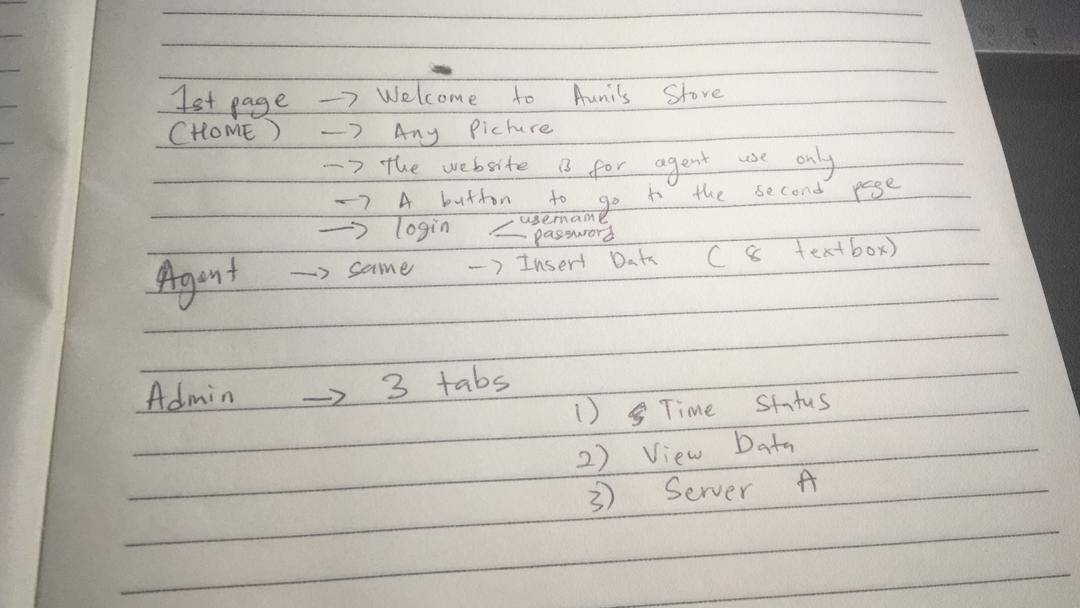 1st page → Welcome to Auni's Store
(HOME) → Any Picture
→ The website is for agent use only
→ A button to go to the second page
→ login < username
password
Agent → same → Insert Data ( 8 textbox)
Admin → 3 tabs
1) Time Status
2) View Data
3) Server A